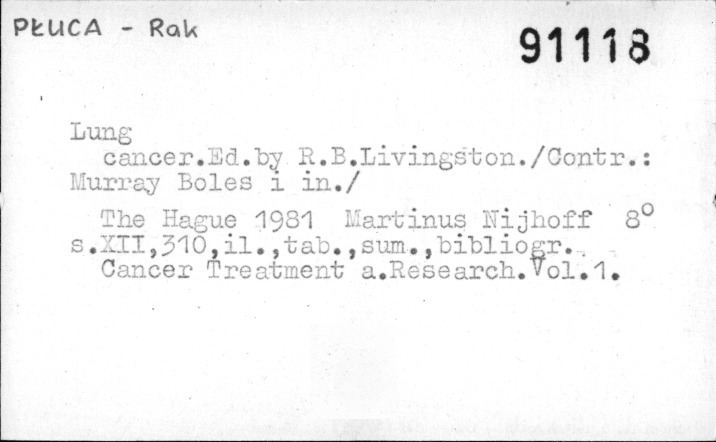 PŁUCA - Rak
91118
Lung
cancer.Ed.by R.B.Livingston./Contr.:
Murray Boles i in./
The Hague 1981 Martinus Nijhoff 8°
s.XII,310,il.,tab.,sum.,bibliogr.
Cancer Treatment a.Research.Vol.1.